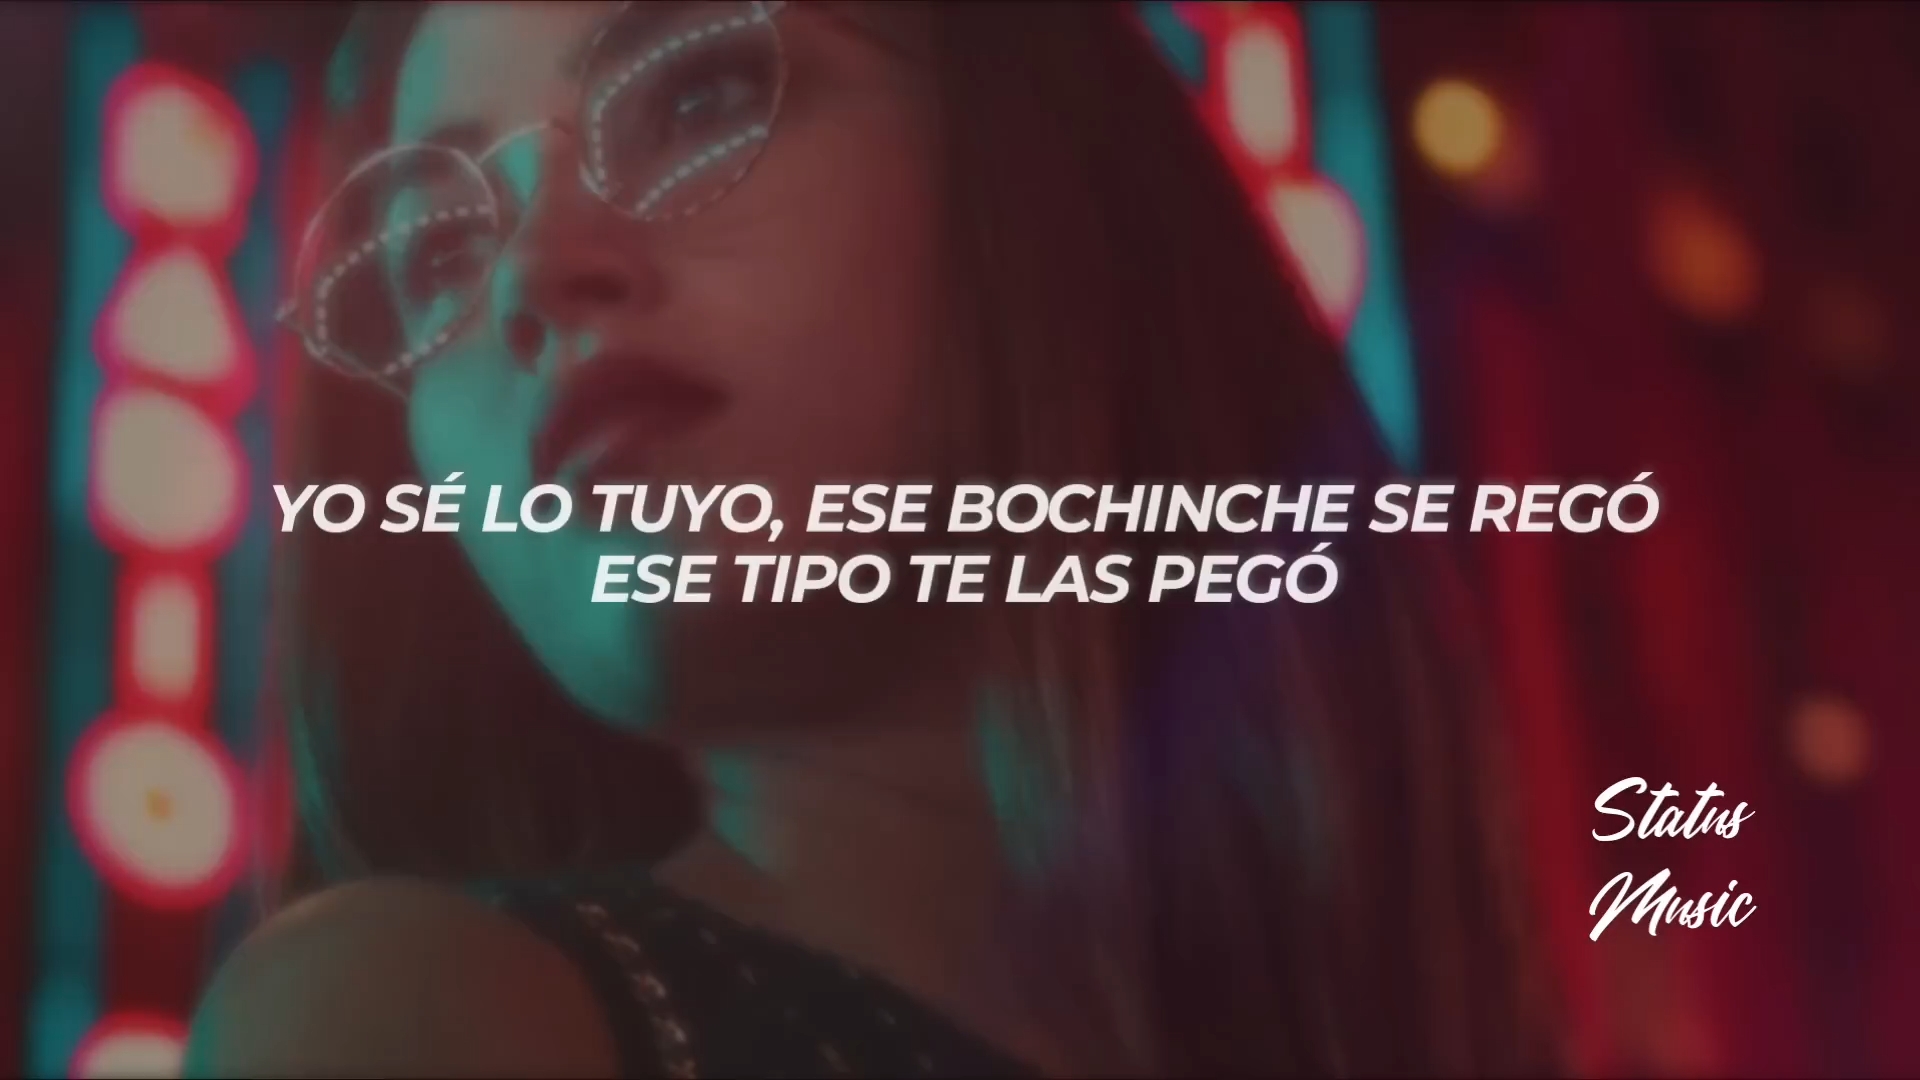 YO SÉ LO TUYO, ESE BOCHINCHE SE REGÓ
ESE TIPO TE LAS PEGÓ
Status
Music